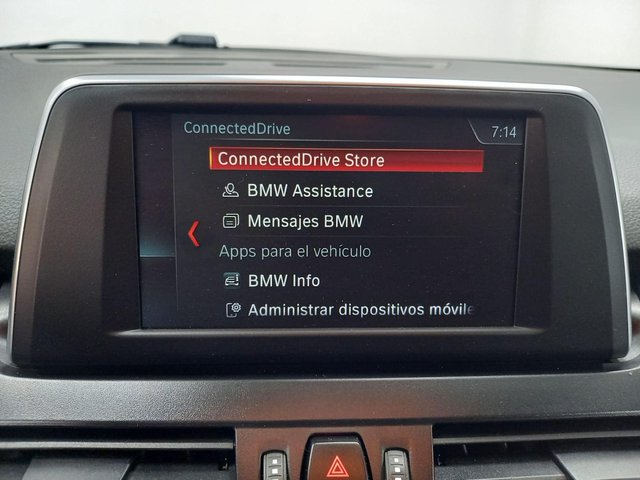 ConnectedDrive
7:14
ConnectedDrive Store
BMW Assistance
Mensajes BMW
Apps para el vehículo
BMW Info
Administrar dispositivos móvile